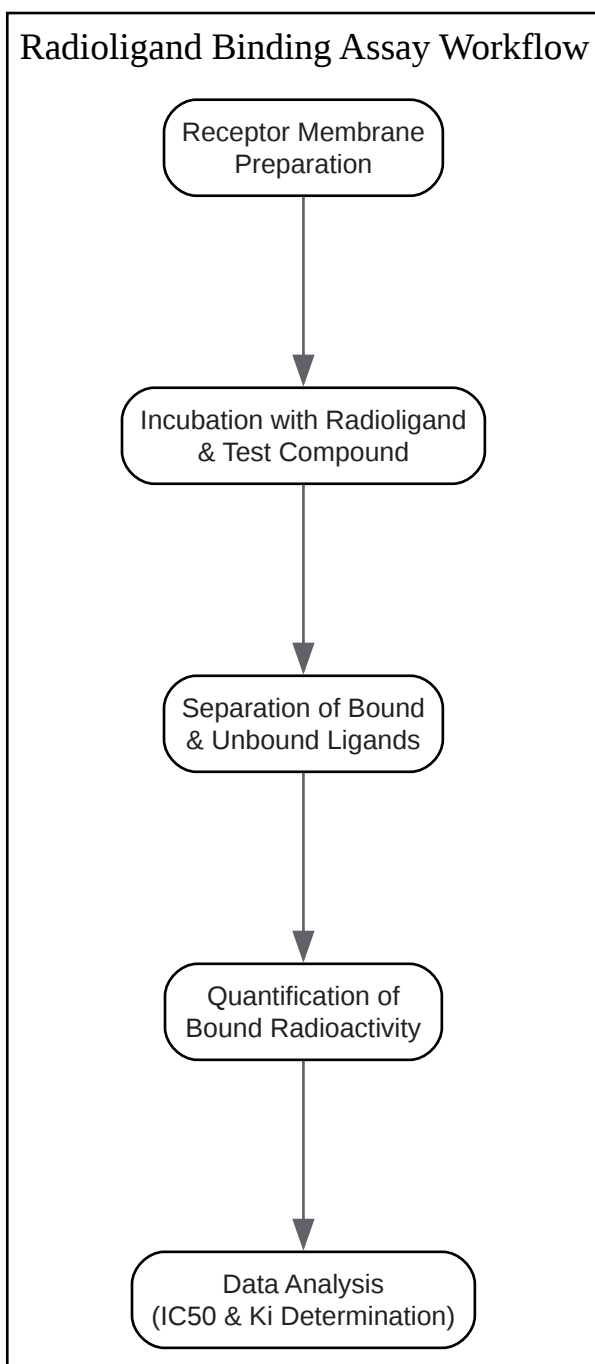 Radioligand Binding Assay Workflow
Receptor Membrane
Preparation
Incubation with Radioligand
& Test Compound
Separation of Bound
& Unbound Ligands
Quantification of
Bound Radioactivity
Data Analysis
(IC50 & Ki Determination)